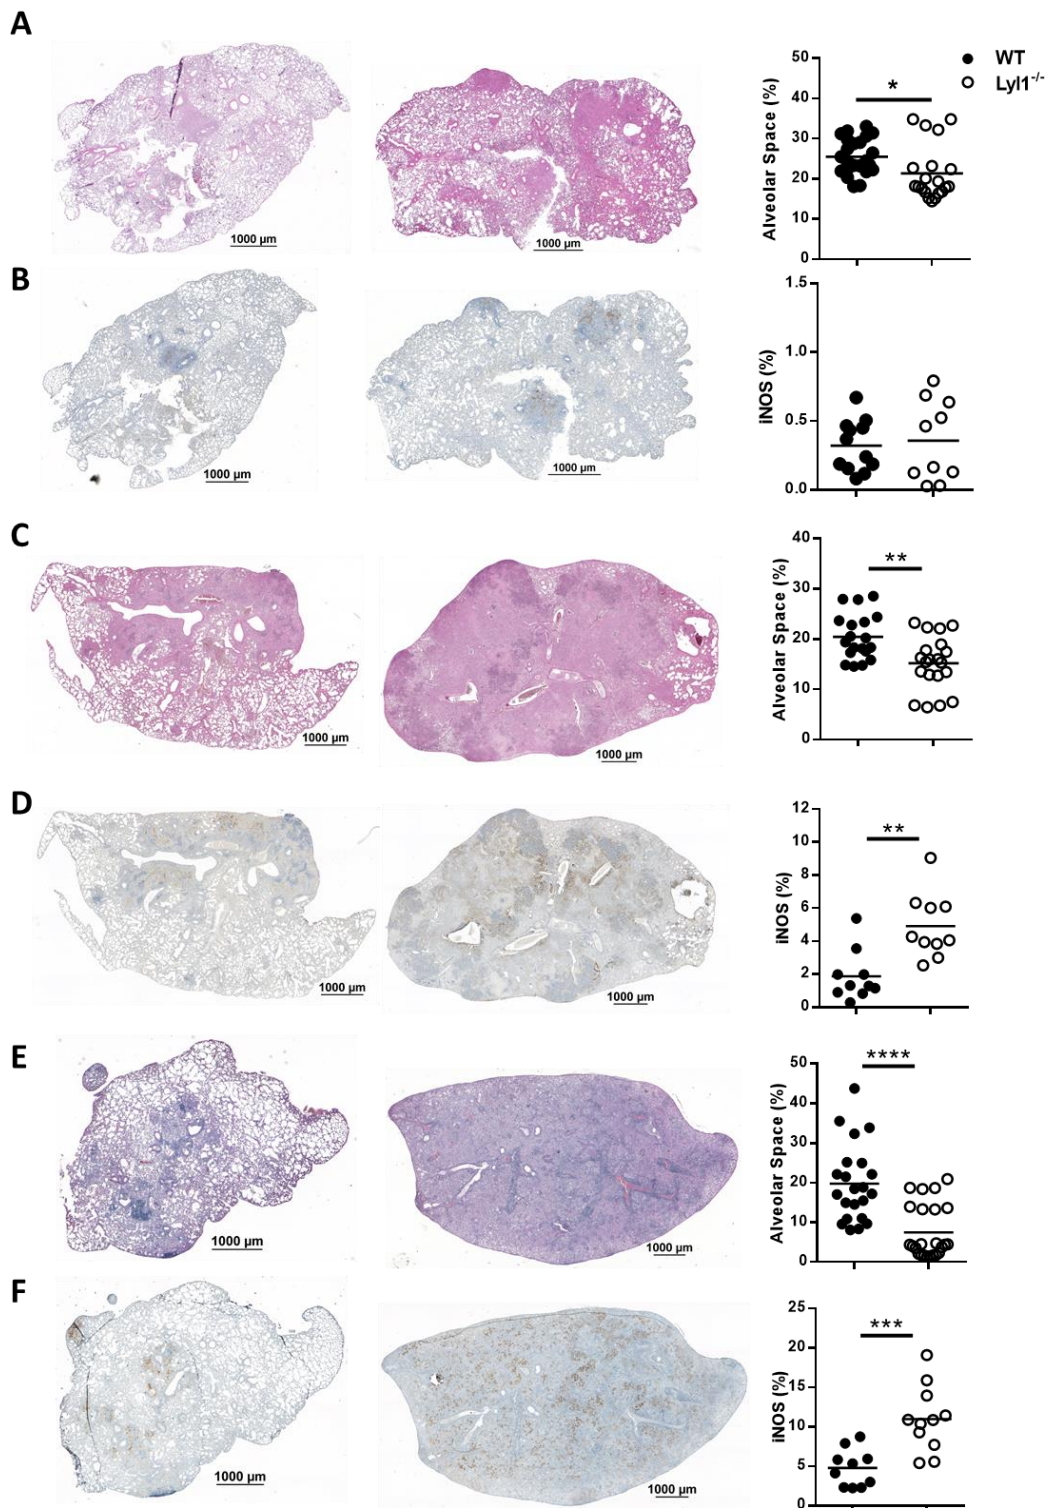 A
1000 µm
1000 µm
Alveolar Space (%)
50
40
30
20
10
0
*
WT
Lyl1-/-
B
1000 µm
1000 µm
iNOS (%)
1.5
1.0
0.5
0.0
C
1000 µm
1000 µm
Alveolar Space (%)
40
30
20
10
0
**
D
1000 µm
1000 µm
iNOS (%)
12
10
8
6
4
2
0
**
E
1000 µm
1000 µm
Alveolar Space (%)
50
40
30
20
10
0
****
F
1000 µm
1000 µm
iNOS (%)
25
20
15
10
5
0
***